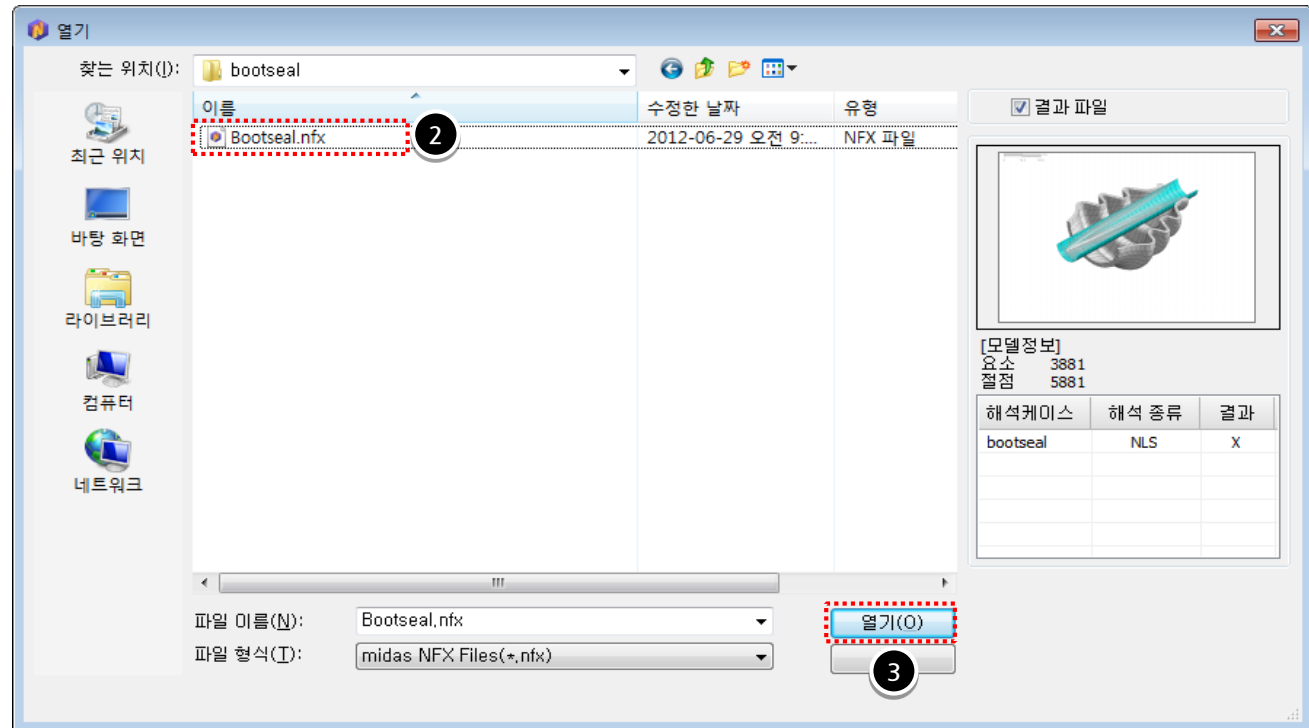 열기
찾는 위치(I): bootseal
이름 수정한 날짜 유형
Bootseal.nfx 2 2012-06-29 오전 9:... NFX 파일
최근 위치
바탕 화면
라이브러리
컴퓨터
네트워크
결과 파일
[모델정보]
요소 3881
절점 5881
해석케이스 해석 종류 결과
bootseal NLS X
파일 이름(N): Bootseal.nfx 열기(O)
파일 형식(T): midas NFX Files(*.nfx)
3